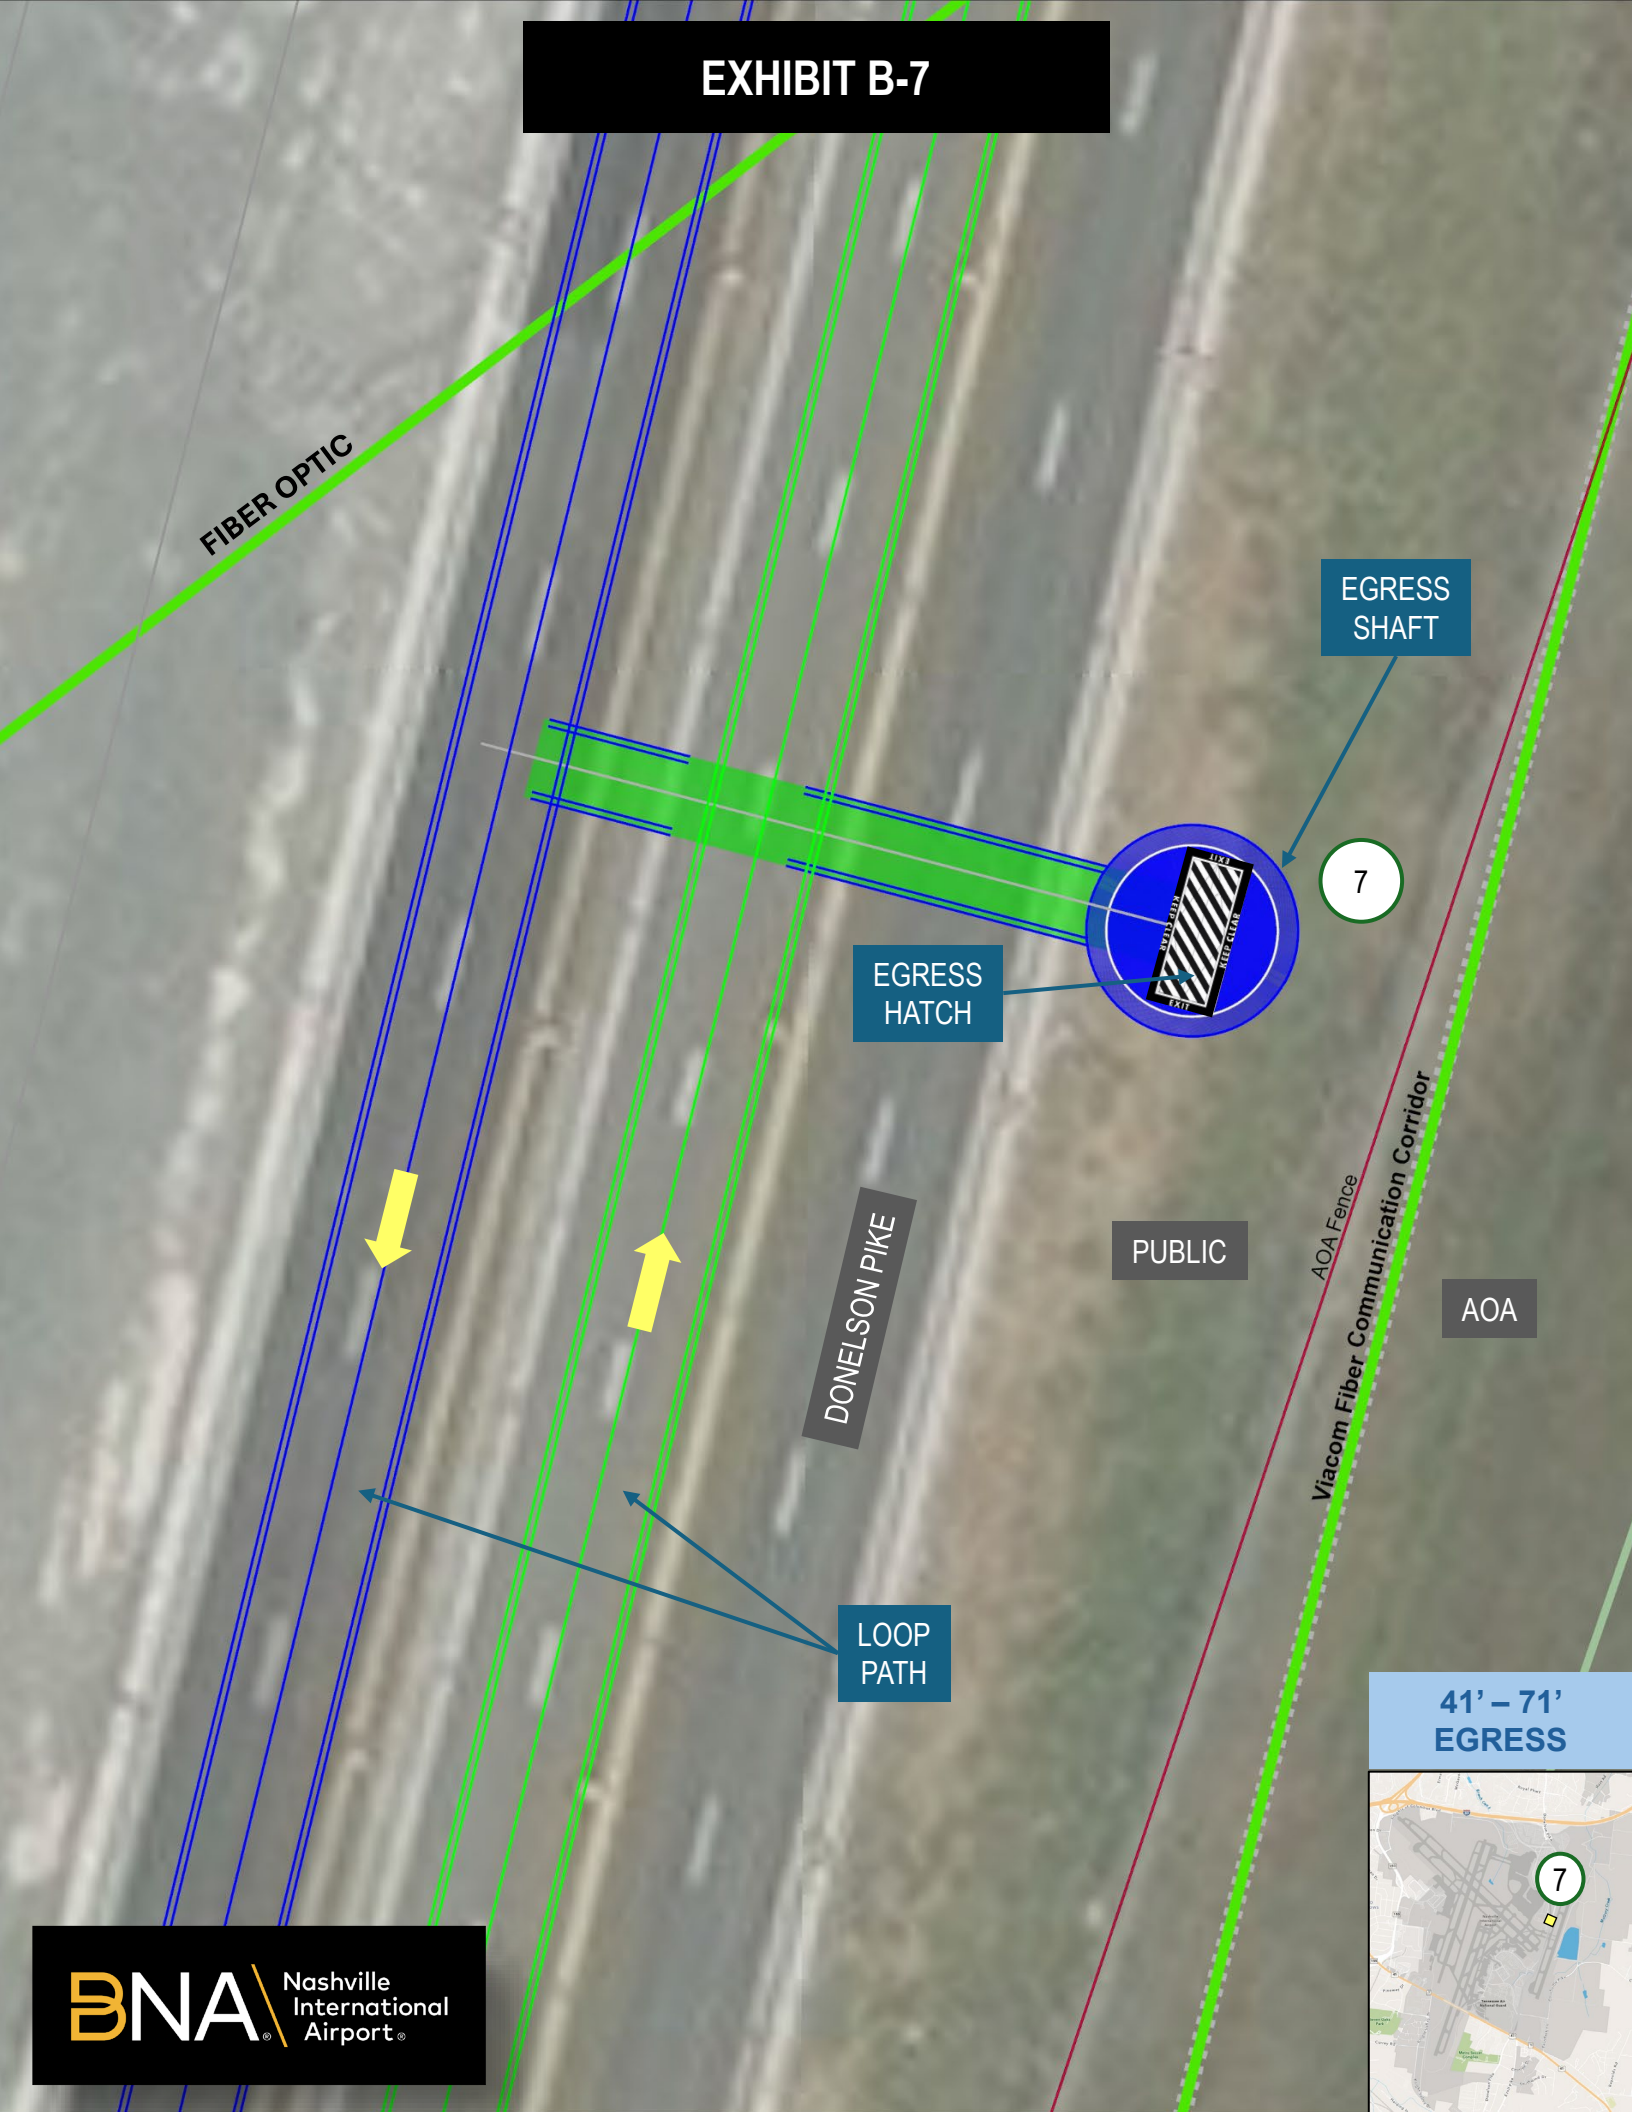 EXHIBIT B-7
FIBER OPTIC
EGRESS
SHAFT
7
EXIT
KEEP CLEAR
KEEP CLEAR
EXIT
EGRESS
HATCH
DONELSON PIKE
PUBLIC
AOA Fence
Viacom Fiber Communication Corridor
AOA
LOOP
PATH
41’ – 71’
EGRESS
7
BNA®
Nashville
International
Airport®